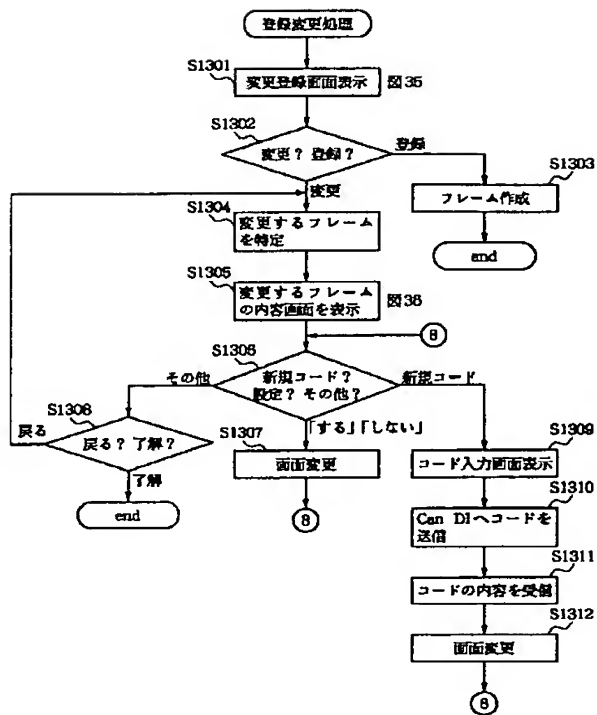 登録変更処理
S1301
変更登録画面表示
図35
S1302
変更？登録？
登録
S1303
フレーム作成
end
変更
S1304
変更するフレーム
を特定
S1305
変更するフレーム
の内容画面を表示
図36
8
S1306
新規コード？
設定？その他？
その他
新規コード
「する」「しない」
S1308
戻る？了解？
戻る
了解
end
S1307
画面変更
8
S1309
コード入力画面表示
S1310
Can DIへコードを
送信
S1311
コードの内容を受信
S1312
画面変更
8